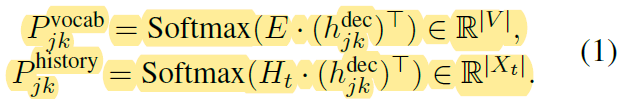 P_{jk}^{vocab} = Softmax(E · (h_{jk}^{dec})^⊤) ∈ ℝ^{|V|},
P_{jk}^{history} = Softmax(H_t · (h_{jk}^{dec})^⊤) ∈ ℝ^{|X_t|}. (1)